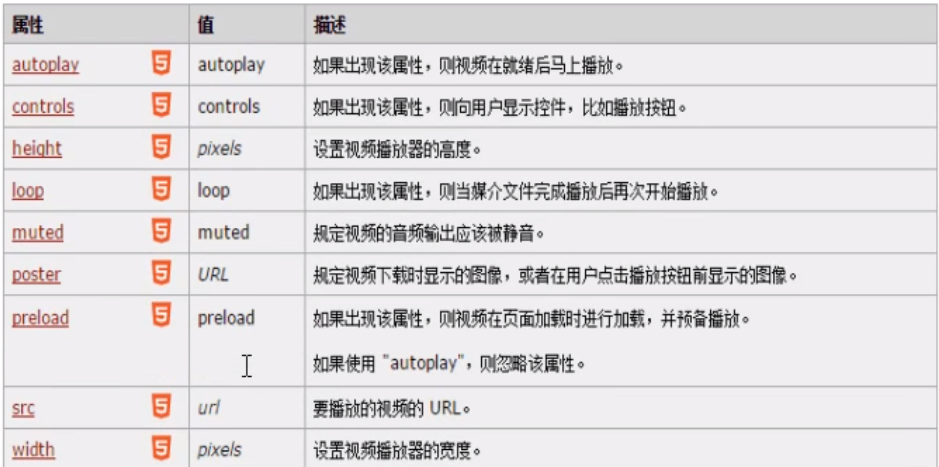 属性 值 描述
autoplay 5 autoplay 如果出现该属性，则视频在就绪后马上播放。
controls 5 controls 如果出现该属性，则向用户显示控件，比如播放按钮。
height 5 pixels 设置视频播放器的高度。
loop 5 loop 如果出现该属性，则当媒介文件完成播放后再次开始播放。
muted 5 muted 规定视频的音频输出应该被静音。
poster 5 URL 规定视频下载时显示的图像，或者在用户点击播放按钮前显示的图像。
preload 5 preload 如果出现该属性，则视频在页面加载时进行加载，并预备播放。
如果使用 "autoplay"，则忽略该属性。
src 5 url 要播放的视频的 URL。
width 5 pixels 设置视频播放器的宽度。